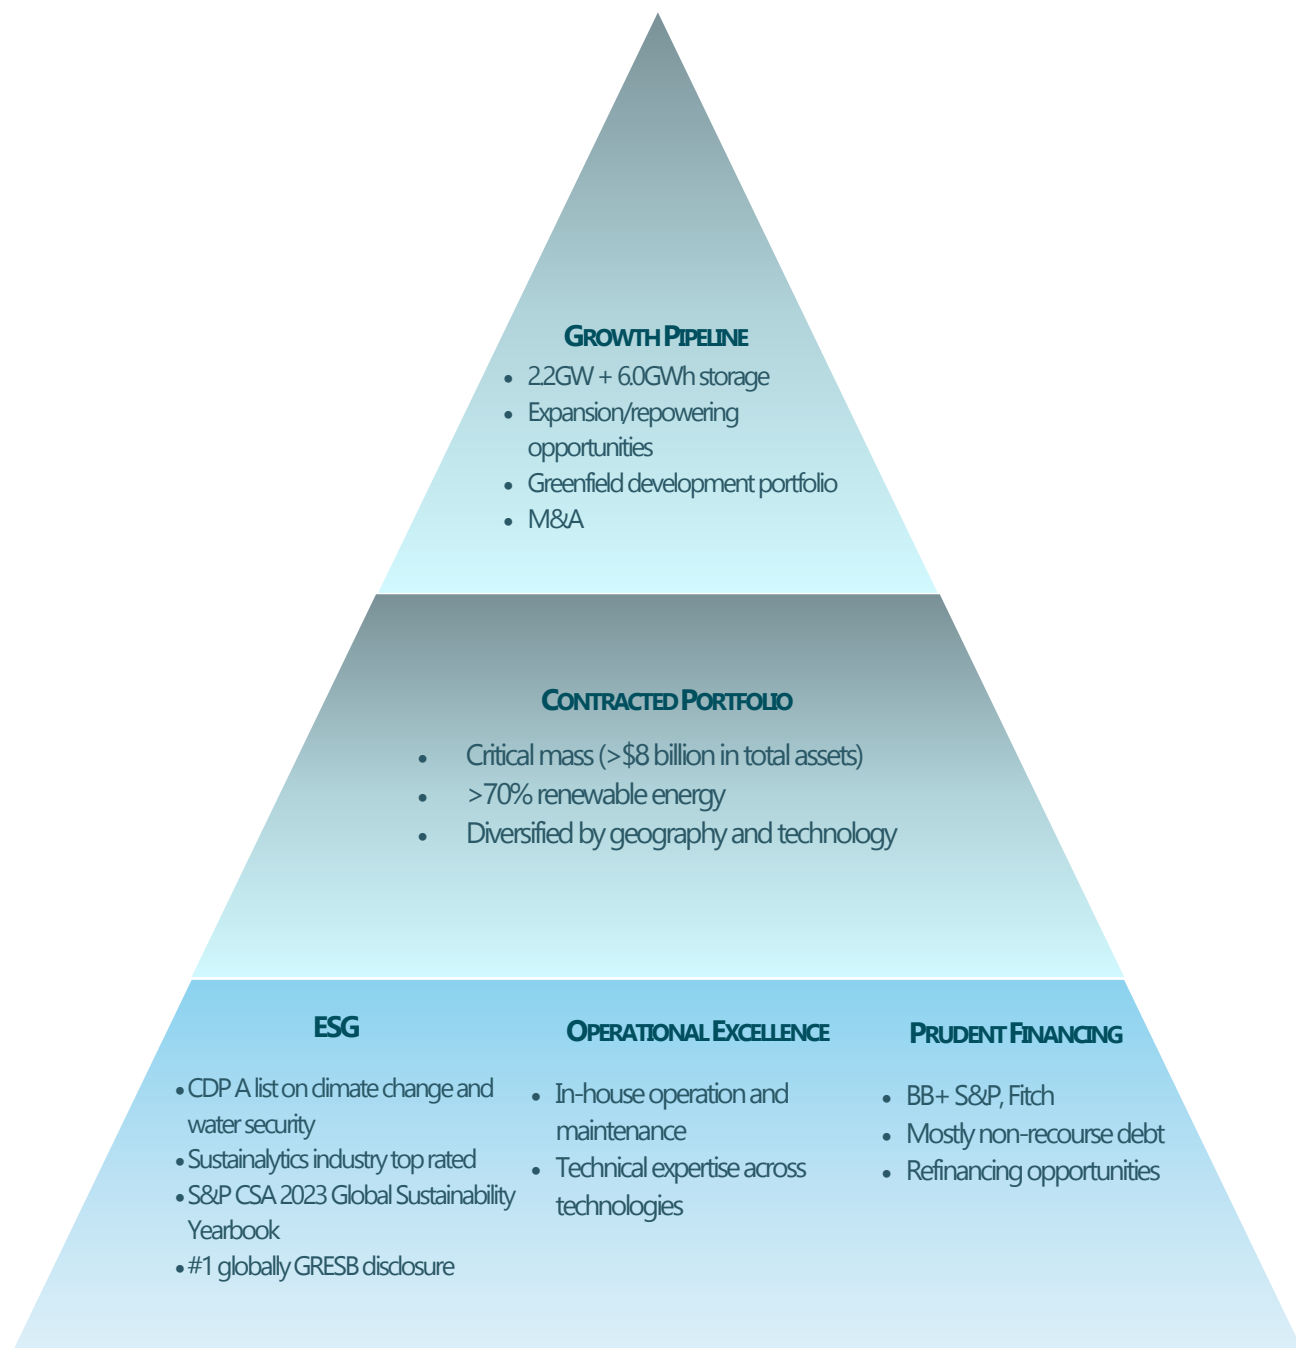 GROWTH PIPELINE
• 2.2GW + 6.0GWh storage
• Expansion/repowering
opportunities
• Greenfield development portfolio
• M&A
CONTRACTED PORTFOLIO
• Critical mass (>$8 billion in total assets)
• >70% renewable energy
• Diversified by geography and technology
ESG
• CDP A list on climate change and
water security
• Sustainalytics industry top rated
• S&P CSA 2023 Global Sustainability
Yearbook
• #1 globally GRESB disclosure
OPERATIONAL EXCELLENCE
• In-house operation and
maintenance
• Technical expertise across
technologies
PRUDENT FINANCING
• BB+ S&P, Fitch
• Mostly non-recourse debt
• Refinancing opportunities